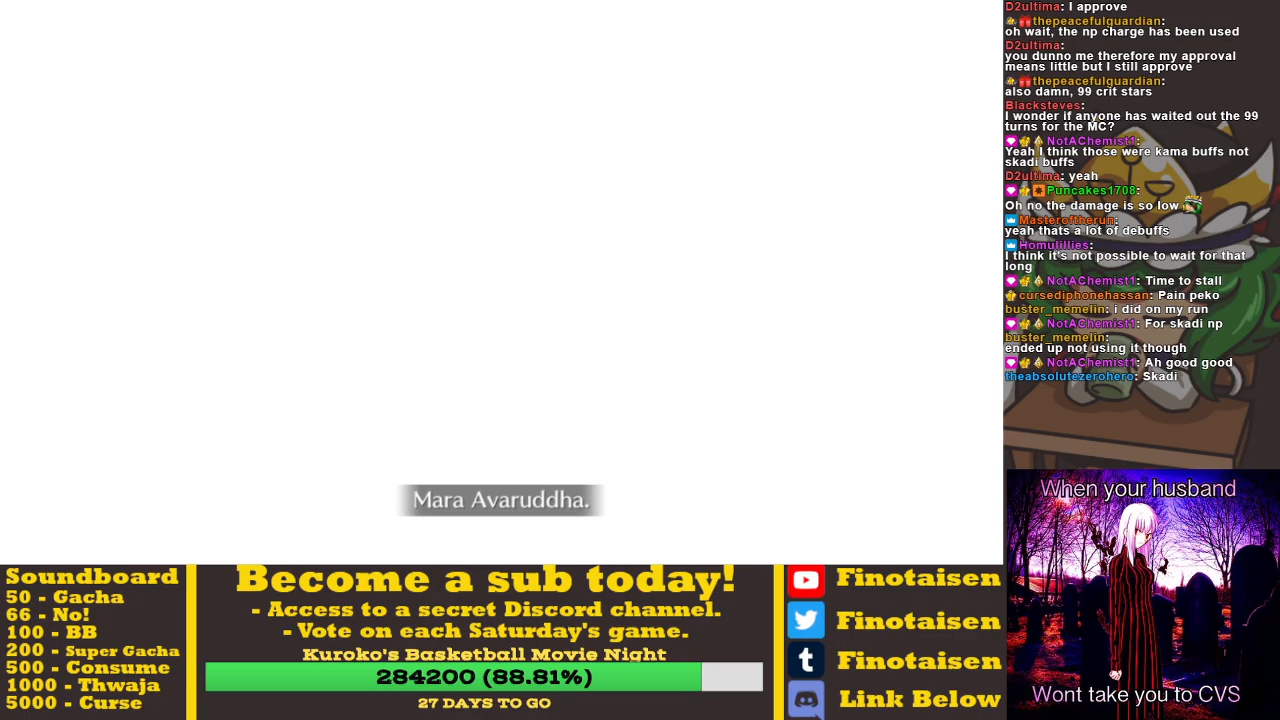 D2ultima: I approve
thepeacefulguardian:
oh wait, the np charge has been used
D2ultima:
you dunno me therefore my approval
means little but I still approve
thepeacefulguardian:
also damn, 99 crit stars
Blacksteves:
I wonder if anyone has waited out the 99
turns for the MC?
NotAChemist1:
Yeah I think those were kama buffs not
skadi buffs
D2ultima: yeah
Puncakes1708:
Oh no the damage is so low
Masteroftherun:
yeah thats a lot of debuffs
Homulillies:
I think it's not possible to wait for that
long
NotAChemist1: Time to stall
cursediphonehassan: Pain peko
buster_memelin: i did on my run
NotAChemist1: For skadi np
buster_memelin:
ended up not using it though
NotAChemist1: Ah good good
theabsolutezerohero: Skadi
Mara Avaruddha.
When your husband
Wont take you to CVS
Soundboard
50 - Gacha
66 - No!
100 - BB
200 - Super Gacha
500 - Consume
1000 - Thwaja
5000 - Curse
Become a sub today!
- Access to a secret Discord channel.
- Vote on each Saturday's game.
Kuroko's Basketball Movie Night
284200 (88.81%)
27 DAYS TO GO
Finotaisen
Finotaisen
Finotaisen
Link Below